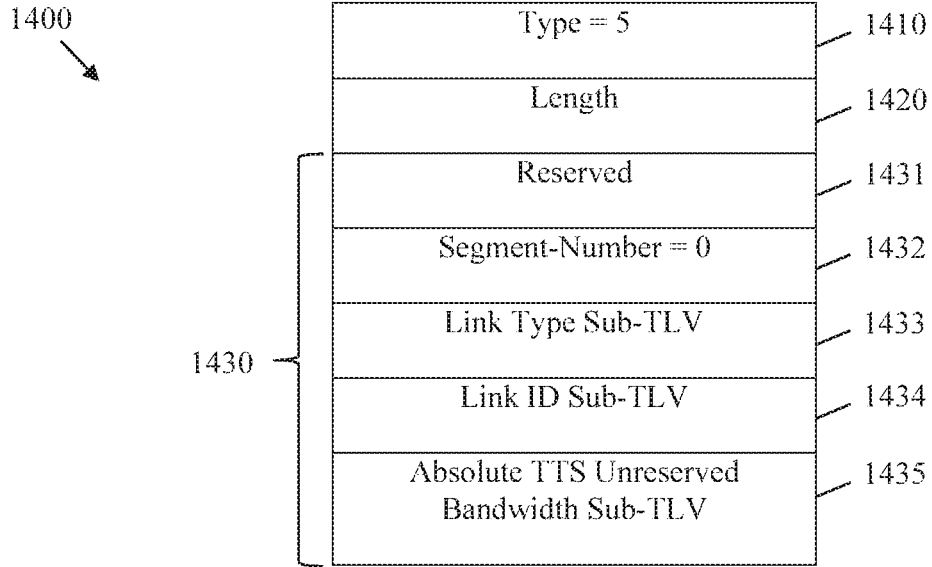 1400
Type = 5
1410
Length
1420
Reserved
1431
Segment-Number = 0
1432
Link Type Sub-TLV
1433
1430
Link ID Sub-TLV
1434
Absolute TTS Unreserved
Bandwidth Sub-TLV
1435